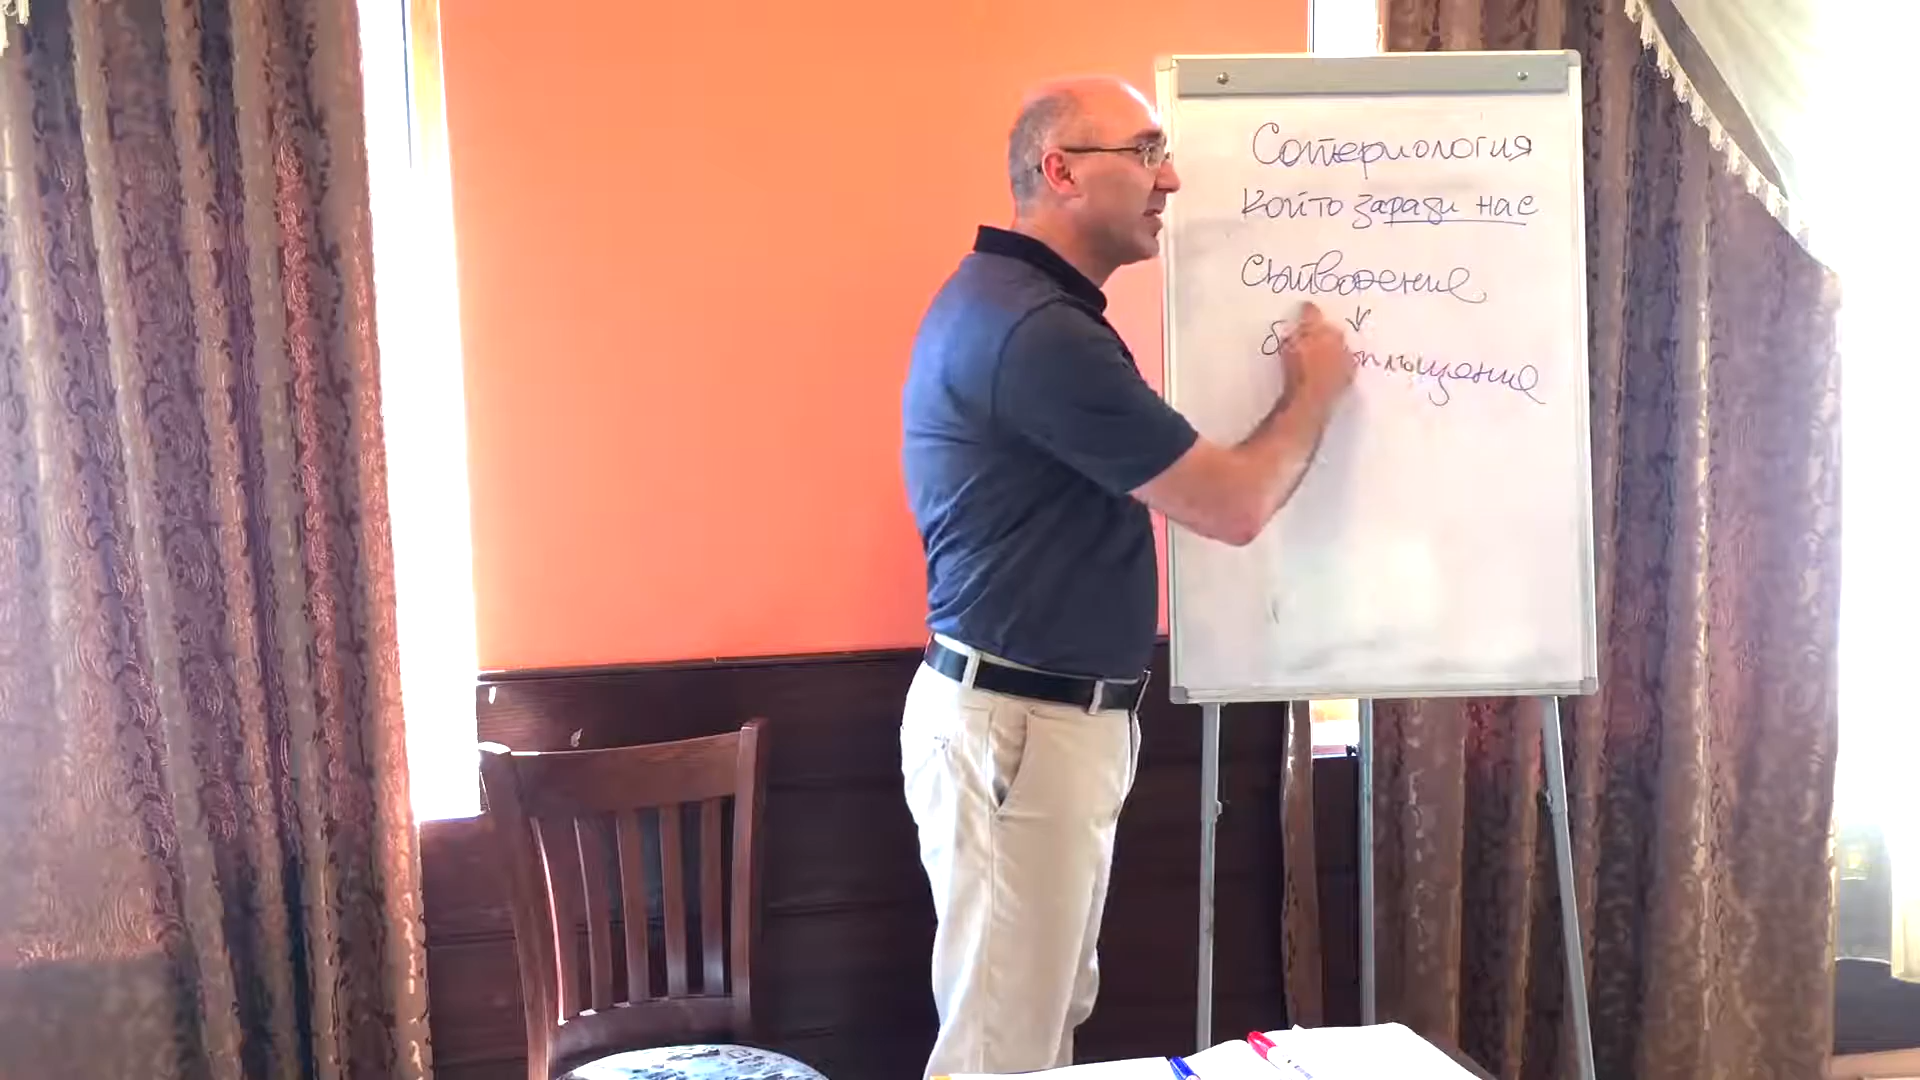 Сотериология
Който заради нас
Сътворение